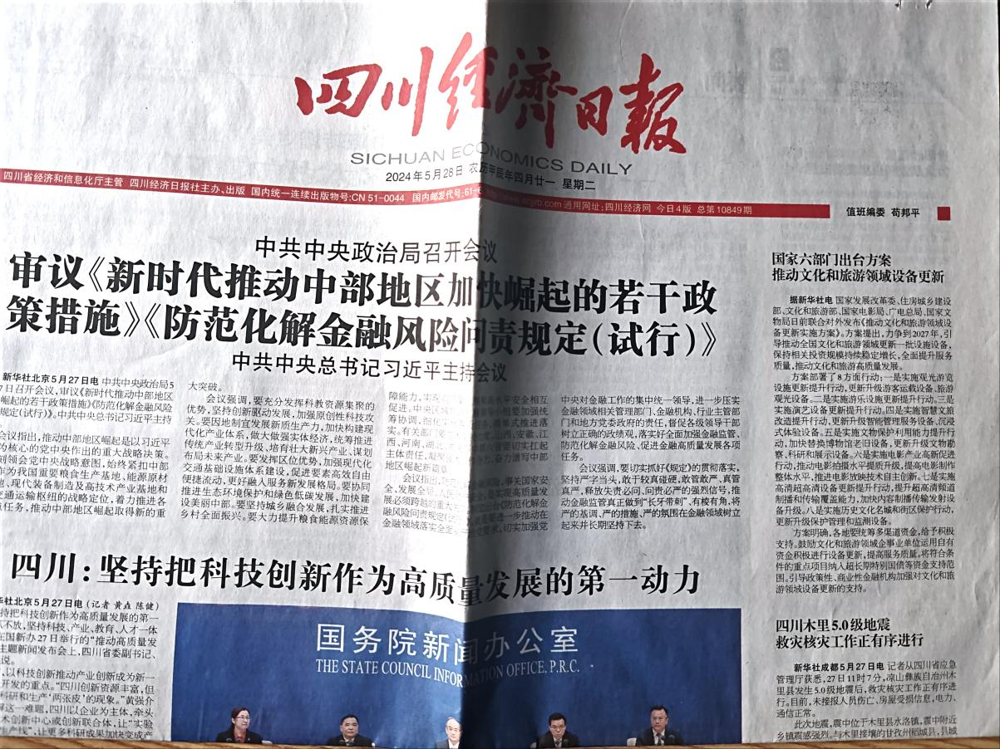 四川經濟日報
SICHUAN ECONOMICS DAILY
2024年5月28日 农历甲辰年四月廿一 星期二
四川省经济和信息化厅主管 四川经济日报社主办、出版 国内统一连续出版物号:CN 51-0044 国内邮发代号:61-
通用网址:四川经济网 今日4版 总第10849期
值班编委 苟邦平
中共中央政治局召开会议
审议《新时代推动中部地区加快崛起的若干政
策措施》《防范化解金融风险问责规定(试行)》
中共中央总书记习近平主持会议
新华社北京5月27日电 中共中央政治局5
7日召开会议,审议《新时代推动中部地区
崛起的若干政策措施》《防范化解金融风险
规定(试行)》。中共中央总书记习近平主持
会议指出,推动中部地区崛起是以习近平
为核心的党中央作出的重大战略决策。
刻领会党中央战略意图,始终紧扣中部
作为我国重要粮食生产基地、能源原材
地、现代装备制造及高技术产业基地和
交通运输枢纽的战略定位,着力推进各
点任务,推动中部地区崛起取得新的重
大突破。
会议强调,要充分发挥科教资源集聚的
优势,坚持创新驱动发展,加强原创性科技攻
关。要因地制宜发展新质生产力,加快构建现
代化产业体系,做大做强实体经济,统筹推进
传统产业转型升级、培育壮大新兴产业、谋划
布局未来产业。要发挥区位优势,加强现代化
交通基础设施体系建设,促进要素高效自由
便捷流动,更好融入服务新发展格局。要协同
推进生态环境保护和绿色低碳发展,加快建
设美丽中部。要坚持城乡融合发展,扎实推进
乡村全面振兴。要大力提升粮食能源资源保
障能力,实现
安全相互
促进。中央区域
要加强统
筹协调,细化
单式推进落
实。有关部门要
山西、安徽、江
西、河南、湖北、
省要切实扛起
主体责任,凝聚
奋力谱写中部
地区崛起新篇章
会议指出,
事关国家安
全、发展全局、人民
是实现高质量发
展必须跨越的重大
出台《防范化解金
融风险问责规定(试
是要进一步推动在
金融领域落实全面
要求,切实加强党
中央对金融工作的集中统一领导,进一步压实
金融领域相关管理部门、金融机构、行业主管部
门和地方党委政府的责任,督促各级领导干部
树立正确的政绩观,落实好全面加强金融监管、
防范化解金融风险、促进金融高质量发展各项
任务。
会议强调,要切实抓好《规定》的贯彻落实,
坚持严字当头,敢于较真碰硬,敢管敢严、真管
真严,释放失责必问、问责必严的强烈信号,推
动金融监管真正做到“长牙带刺”、有棱有角,将
严的基调、严的措施、严的氛围在金融领域树立
起来并长期坚持下去。
国家六部门出台方案
推动文化和旅游领域设备更新
据新华社电 国家发展改革委、住房城乡建设
部、文化和旅游部、国家电影局、广电总局、国家文
物局日前联合对外发布《推动文化和旅游领域设
备更新实施方案》。方案提出,力争到2027年,引
导推动全国文化和旅游领域更新一批设施设备,
保持相关投资规模持续稳定增长,全面提升服务
质量,推动文化和旅游高质量发展。
方案部署了8方面行动:一是实施观光游览
设施更新提升行动,更新升级游客运载设备、旅游
观光设备。二是实施游乐设施更新提升行动。三是
实施演艺设备更新提升行动。四是实施智慧文旅
改造提升行动,更新升级智能管理服务设备、沉浸
式体验设备。五是实施文物保护利用能力提升行
动,加快替换博物馆老旧设备,更新升级文物勘
察、科研和展示设备。六是实施电影产业高新促进
行动,推动电影拍摄水平提质升级,提高电影制作
整体水平,推进电影放映技术自主创新。七是实施
高清超高清设备更新提升行动,提升超高清频道
制播和传输覆盖能力,加快内容制播传输发射设
备升级。八是实施历史文化名城和街区保护行动,
更新升级保护管理和监测设备。
方案明确,各地要统筹多渠道资金,给予积极
支持。鼓励文化和旅游领域企事业单位运用自有
资金积极进行设备更新,提高服务质量。将符合条
件的重点项目纳入超长期特别国债等资金支持范
围。引导政策性、商业性金融机构加强对文化和旅
游领域设备更新的支持。
四川:坚持把科技创新作为高质量发展的第一动力
华社北京5月27日电 (记者 黄垚 陈健)
持把科技创新作为高质量发展的第一
不放,坚持科技、产业、教育、人才一体
在国新办27日举行的“推动高质量发
主题新闻发布会上,四川省委副书记、
说。
,以科技创新推动产业创新成为新一
开发的重点。“四川创新资源丰富,但
科研和生产‘两张皮’的现象。”黄强介
解这一难题,四川以企业为主体,牵头
术创新中心或创新联合体,让“实验
生产线”,让更多科研成果加快变成产
国务院新闻办公室
THE STATE COUNCIL INFORMATION OFFICE, P.R.C.
四川木里5.0级地震
救灾核灾工作正有序进行
新华社成都5月27日电 记者从四川省应急
管理厅获悉,27日11时7分,凉山彝族自治州木
里县发生5.0级地震后,救灾核灾工作正有序进
行。目前,未接报人员伤亡、房屋受损信息,电力、
通信正常。
此次地震,震中位于木里县水洛镇,震中附近
乡镇震感强烈。与木里接壤的甘孜州稻城县,县城